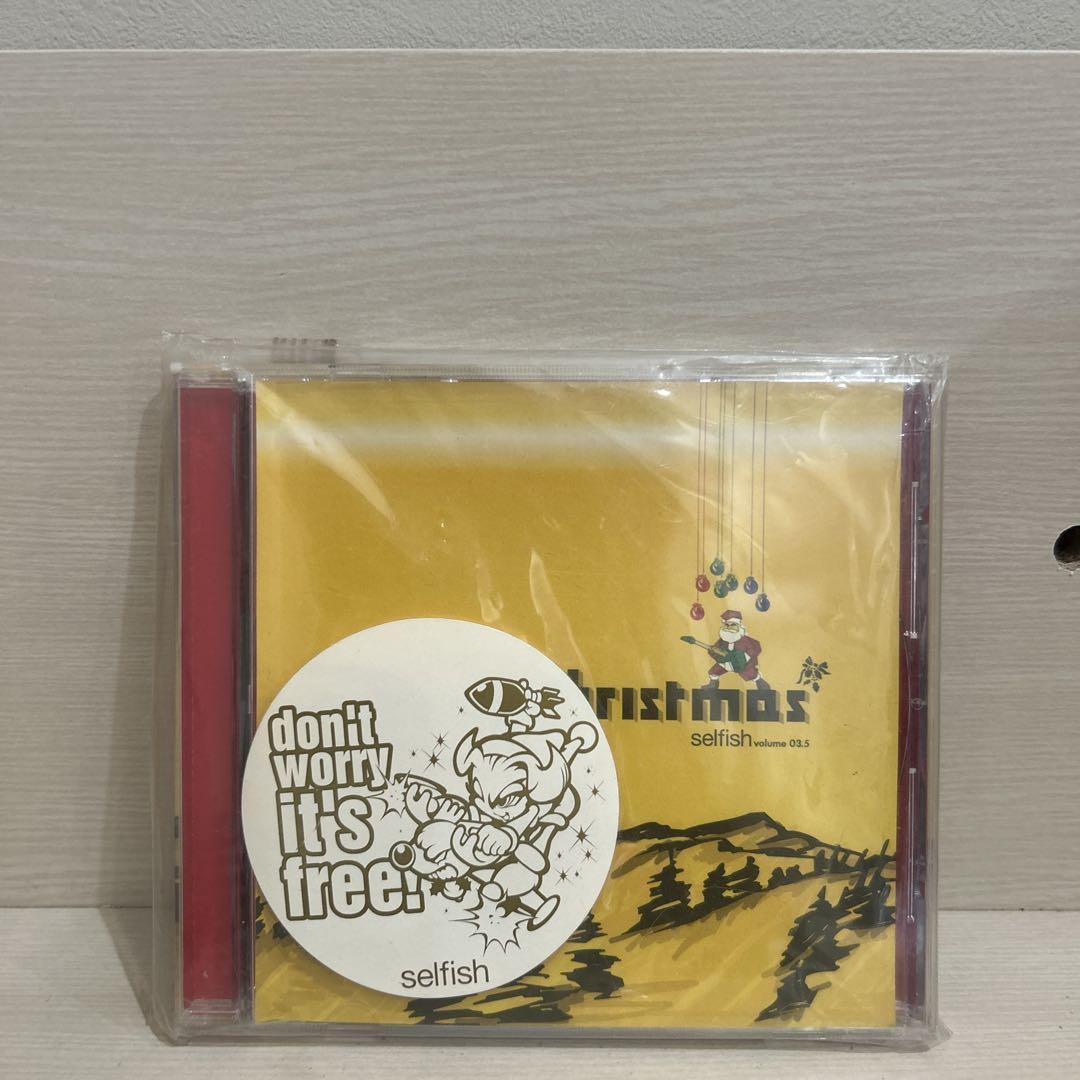 don't
worry
it's
free!
selfish
hristmas
selfish volume 03.5